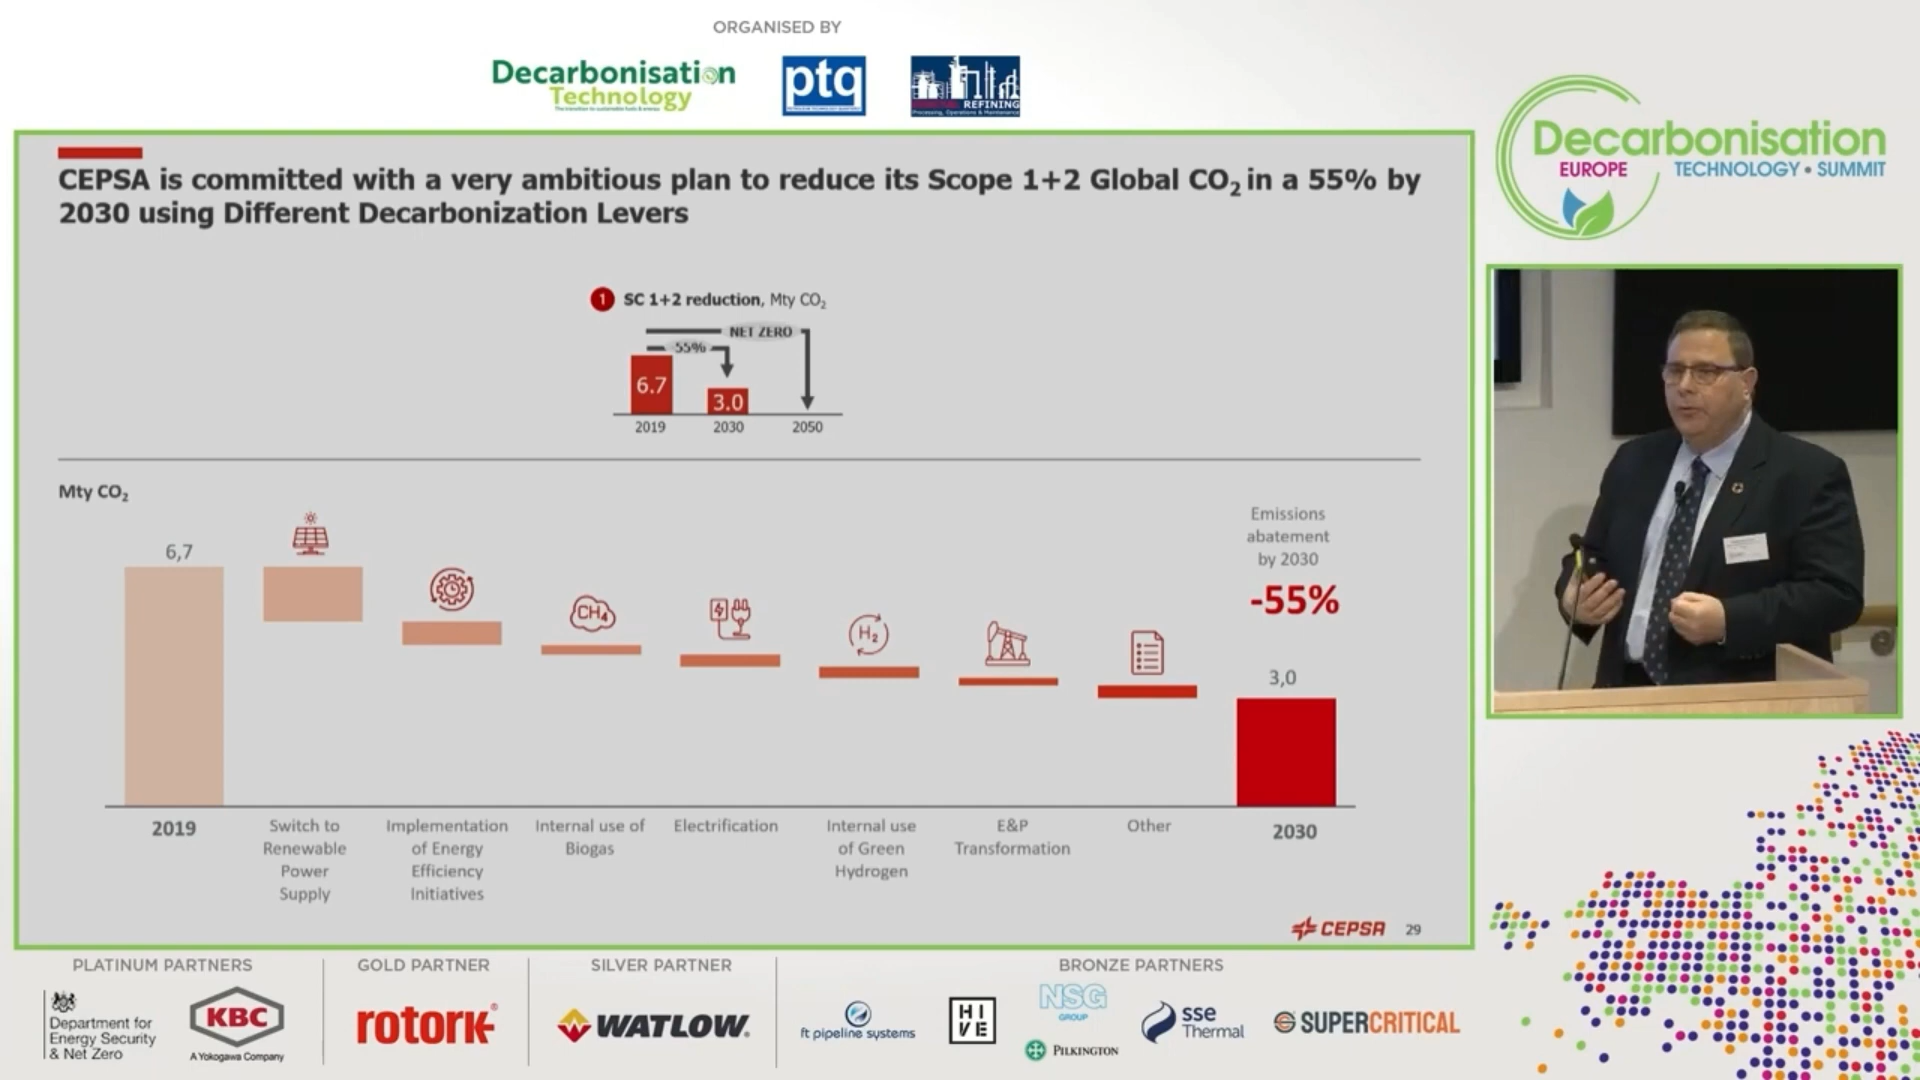 ORGANISED BY
Decarbonisation
Technology
ptq
REFINING
Decarbonisation
EUROPE TECHNOLOGY • SUMMIT
CEPSA is committed with a very ambitious plan to reduce its Scope 1+2 Global CO2 in a 55% by
2030 using Different Decarbonization Levers
1 SC 1+2 reduction, Mty CO2
NET ZERO
55%
6.7
3.0
2019 2030 2050
Mty CO2
6,7
CH4
H2
Emissions
abatement
by 2030
-55%
3,0
2019
Switch to
Renewable
Power
Supply
Implementation
of Energy
Efficiency
Initiatives
Internal use of
Biogas
Electrification
Internal use
of Green
Hydrogen
E&P
Transformation
Other
2030
CEPSA 29
PLATINUM PARTNERS
Department for
Energy Security
& Net Zero
KBC
A Yokogawa Company
GOLD PARTNER
rotork®
SILVER PARTNER
WATLOW®
BRONZE PARTNERS
ft pipeline systems
HI
VE
NSG
GROUP
PILKINGTON
sse
Thermal
SUPERCRITICAL